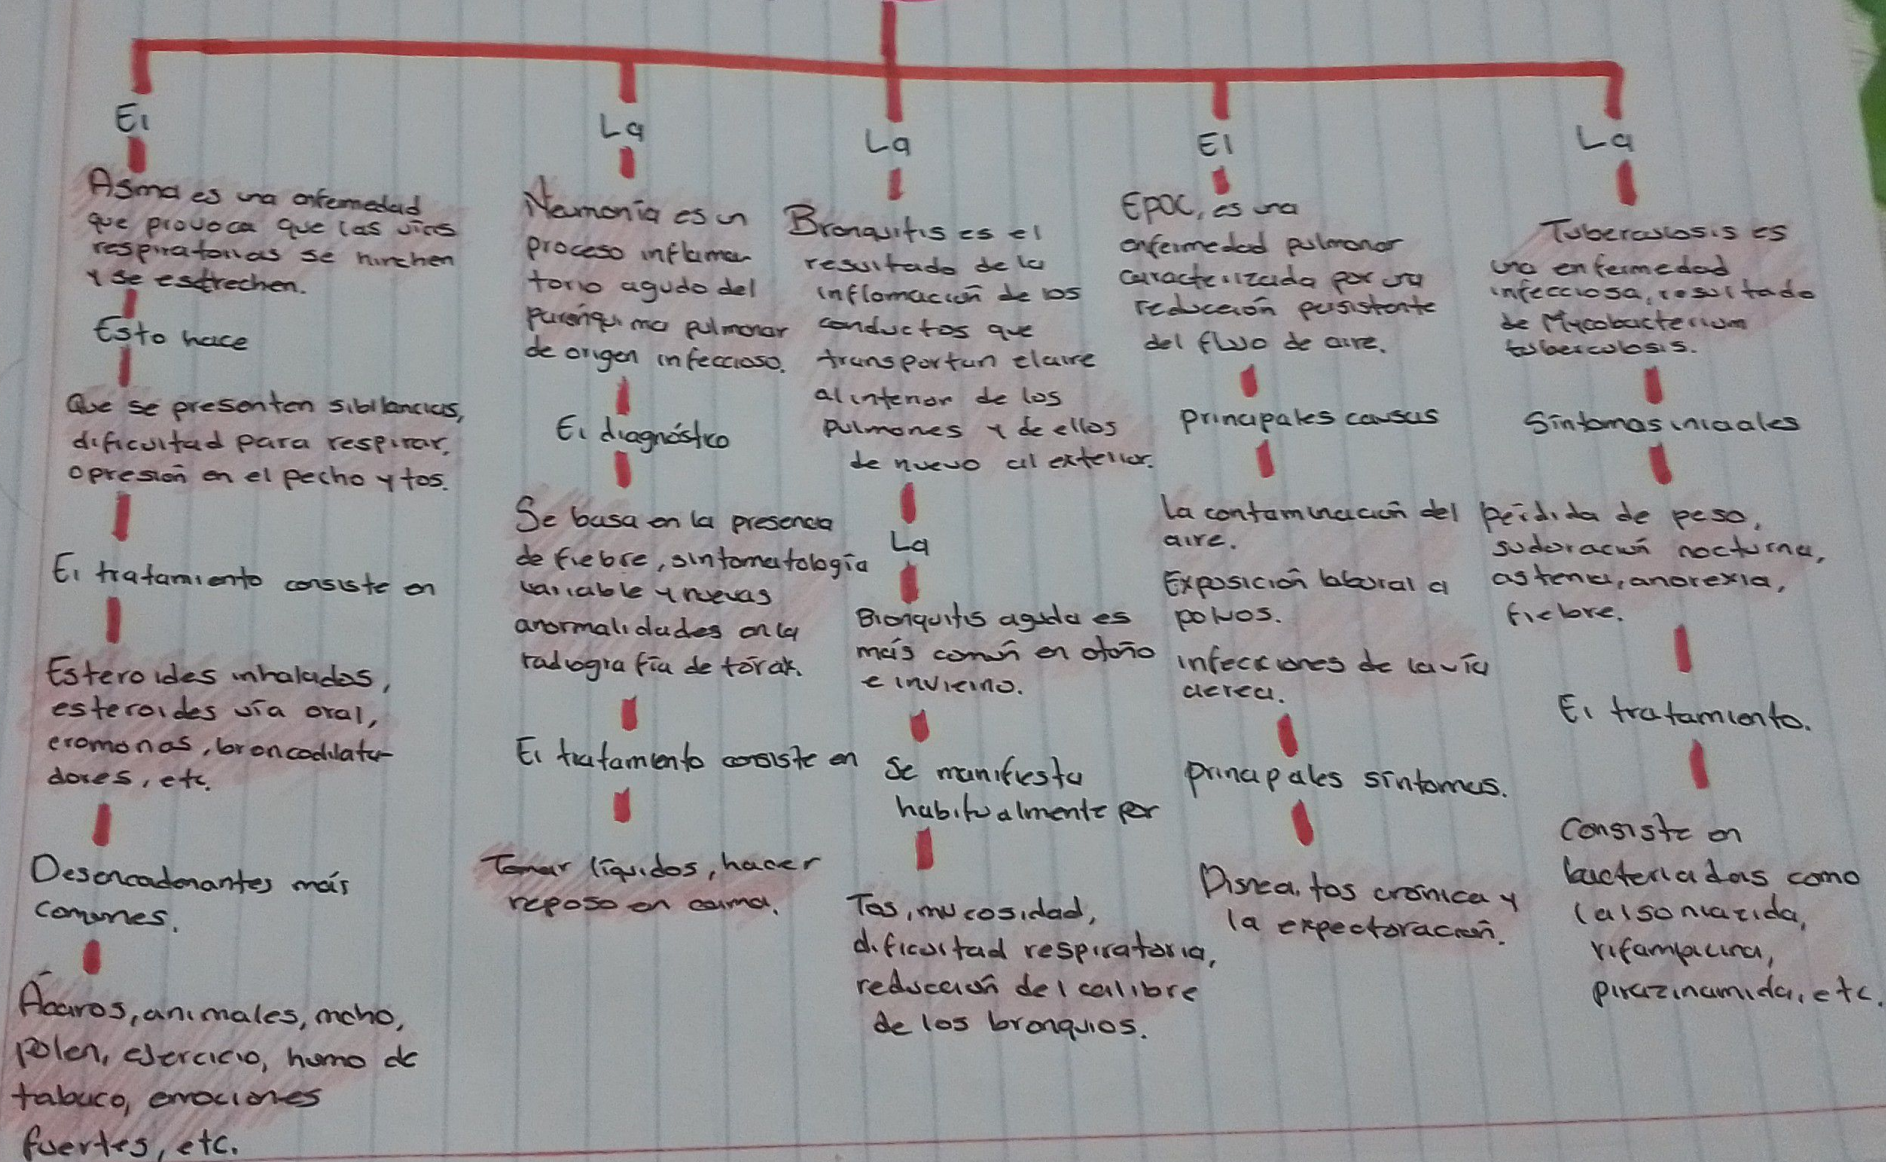 El
Asma es una enfermedad
que provoca que las vías
respiratorias se hinchen
y se estrechen.
Esto hace
Que se presenten sibilancias,
dificultad para respirar,
opresión en el pecho y tos.
El tratamiento consiste en
Esteroides inhalados,
esteroides vía oral,
cromonas, broncodilata-
dores, etc.
Desencadenantes más
comunes.
Ácaros, animales, moho,
polen, ejercicio, humo de
tabaco, emociones
fuertes, etc.
La
Neumonía es un
proceso inflama
torio agudo del
parénquima pulmonar
de origen infeccioso.
El diagnóstico
Se basa en la presencia
de fiebre, sintomatología
variable y nuevas
anormalidades en la
radiografía de tórax.
El tratamiento consiste en
Tomar líquidos, hacer
reposo en cama.
La
Bronquitis es el
resultado de la
inflamación de los
conductos que
transportan el aire
al interior de los
pulmones y de ellos
de nuevo al exterior.
La
Bronquitis aguda es
más común en otoño
e invierno.
Se manifiesta
habitualmente por
Tos, mucosidad,
dificultad respiratoria,
reducción del calibre
de los bronquios.
El
EPOC, es una
enfermedad pulmonar
caracterizada por una
reducción persistente
del flujo de aire.
principales causas
La contaminación del
aire.
Exposición laboral a
polvos.
infecciones de la vía
aerea.
principales síntomas.
Disnea, tos crónica y
la expectoración.
La
Tuberculosis es
una enfermedad
infecciosa, resultado
de Mycobacterium
tuberculosis.
Síntomas iniciales
perdida de peso,
sudoración nocturna,
astenia, anorexia,
fiebre.
El tratamiento.
Consiste en
bactericidas como
la isoniazida,
rifampicina,
pirazinamida, etc.